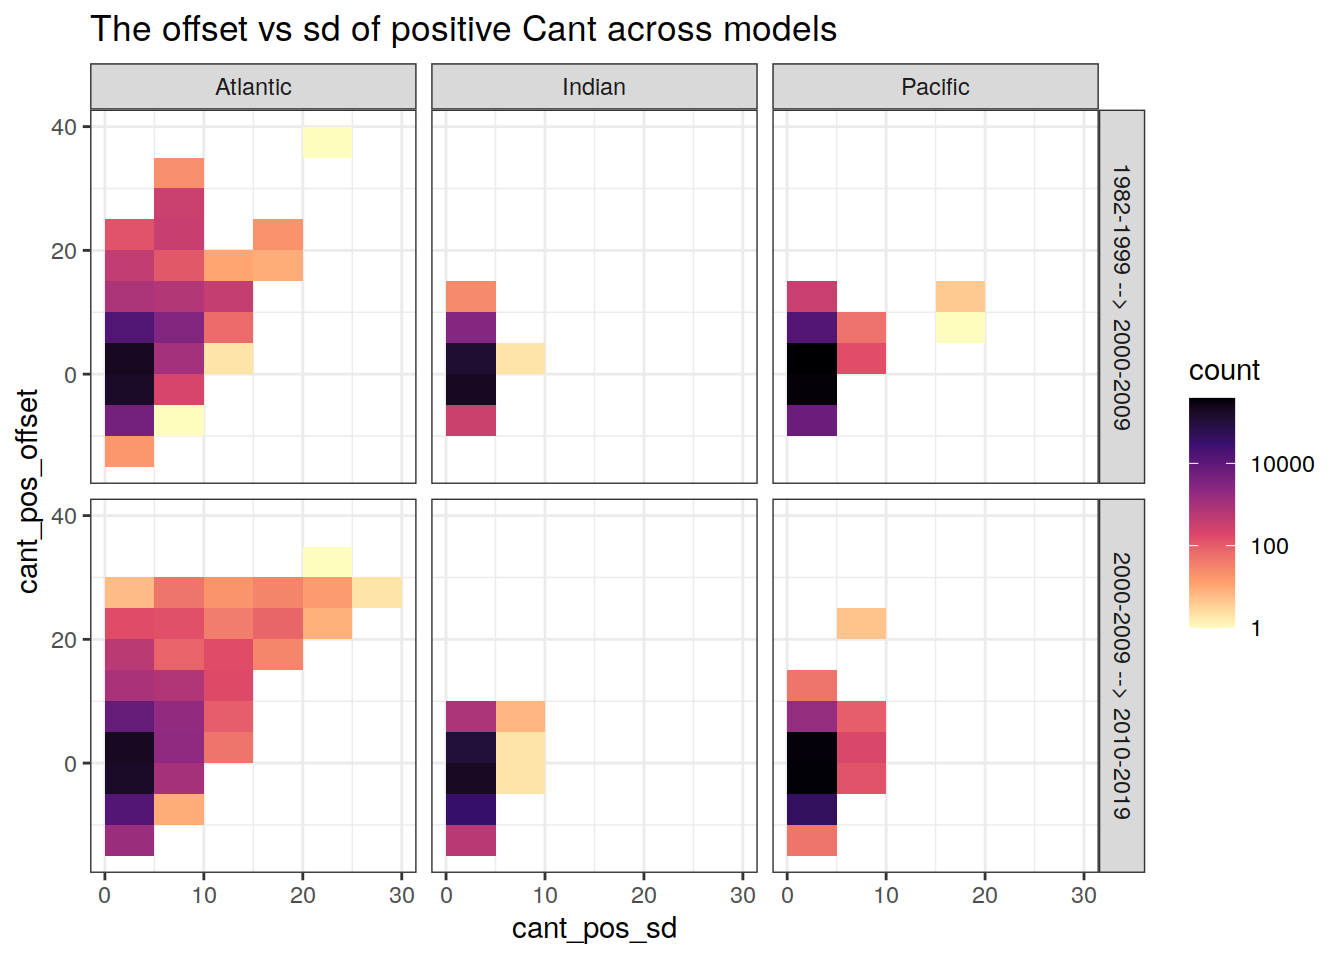 The offset vs sd of positive Cant across models
Atlantic
Indian
Pacific
40
20
0
1982-1999 --> 2000-2009
40
20
0
2000-2009 --> 2010-2019
cant_pos_offset
0 10 20 30
0 10 20 30
0 10 20 30
cant_pos_sd
count
10000
100
1